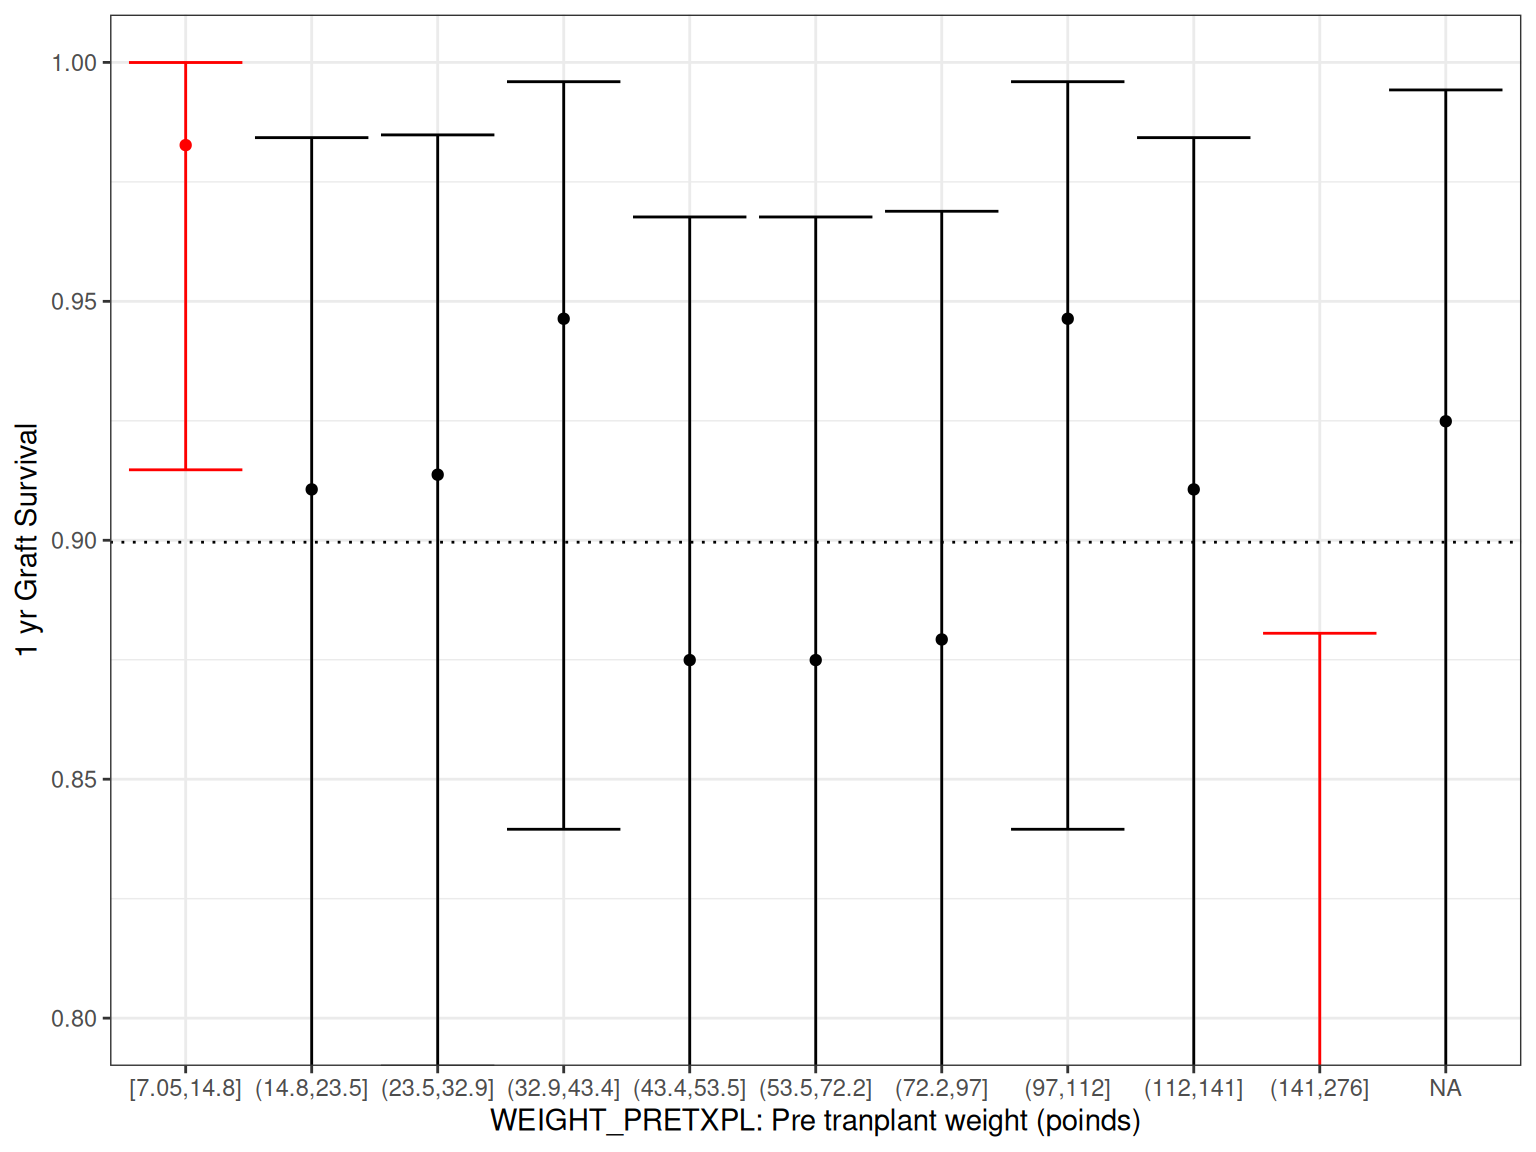 1.00
0.95
0.90
0.85
0.80
1 yr Graft Survival
[7.05,14.8] (14.8,23.5] (23.5,32.9] (32.9,43.4] (43.4,53.5] (53.5,72.2] (72.2,97] (97,112] (112,141] (141,276] NA
WEIGHT_PRETXPL: Pre tranplant weight (poinds)